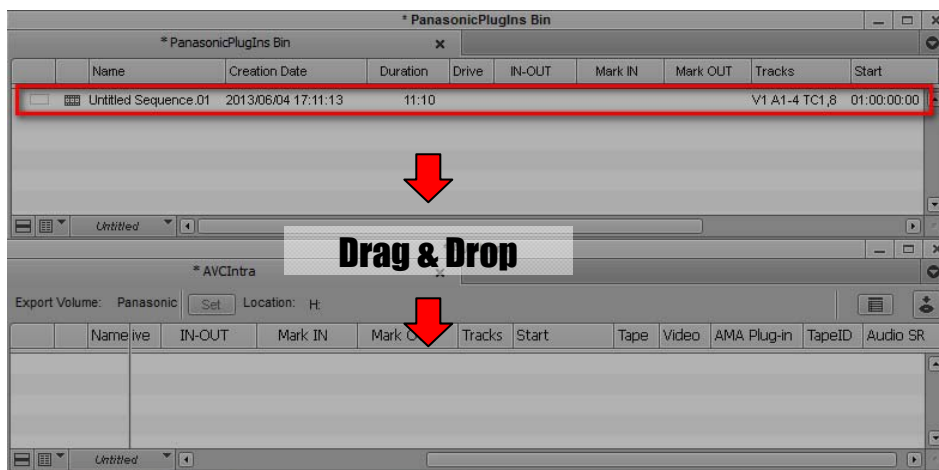 * PanasonicPlugIns Bin
* PanasonicPlugIns Bin x
Name Creation Date Duration Drive IN-OUT Mark IN Mark OUT Tracks Start
Untitled Sequence.01 2013/06/04 17:11:13 11:10 V1 A1-4 TC1,8 01:00:00:00
Untitled
Drag & Drop
* AVCIntra
Export Volume: Panasonic Set Location: H:
Name ive IN-OUT Mark IN Mark Tracks Start Tape Video AMA Plug-in TapeID Audio SR
Untitled